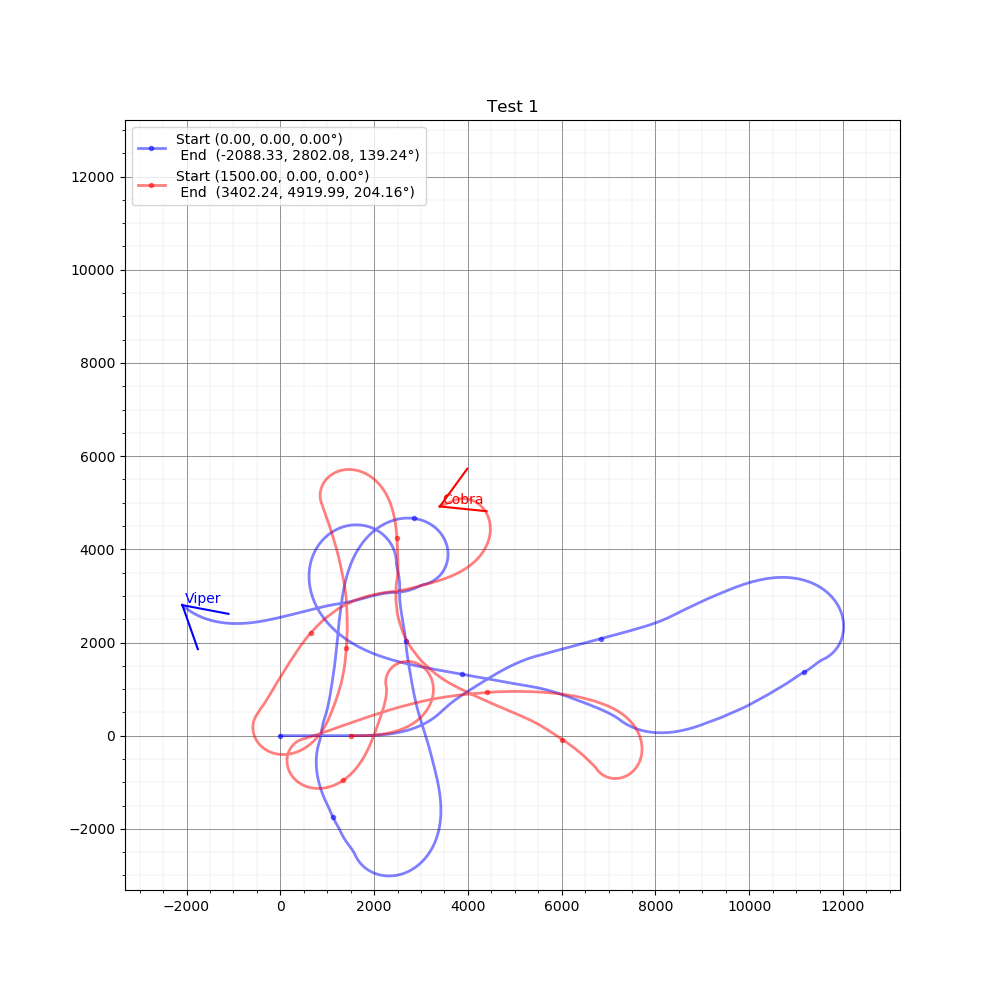 Test 1
Start (0.00, 0.00, 0.00°)
End  (-2088.33, 2802.08, 139.24°)
Start (1500.00, 0.00, 0.00°)
End  (3402.24, 4919.99, 204.16°)
12000
10000
8000
6000
4000
2000
0
−2000
Cobra
Viper
−2000
0
2000
4000
6000
8000
10000
12000